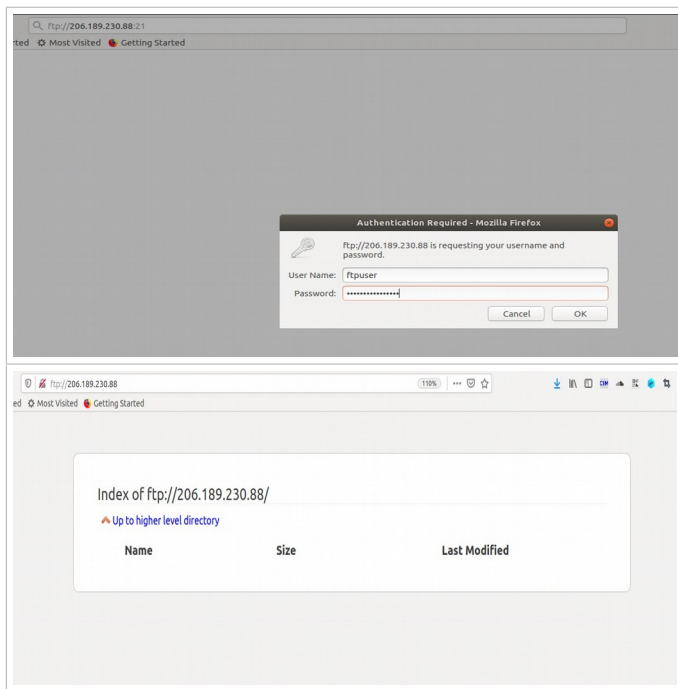 ftp://206.189.230.88:21
rted Most Visited Getting Started
Authentication Required - Mozilla Firefox
ftp://206.189.230.88 is requesting your username and
password.
User Name: ftpuser
Password: ••••••••••••••••
Cancel OK
ftp://206.189.230.88 110%
ed Most Visited Getting Started
Index of ftp://206.189.230.88/
Up to higher level directory
Name Size Last Modified